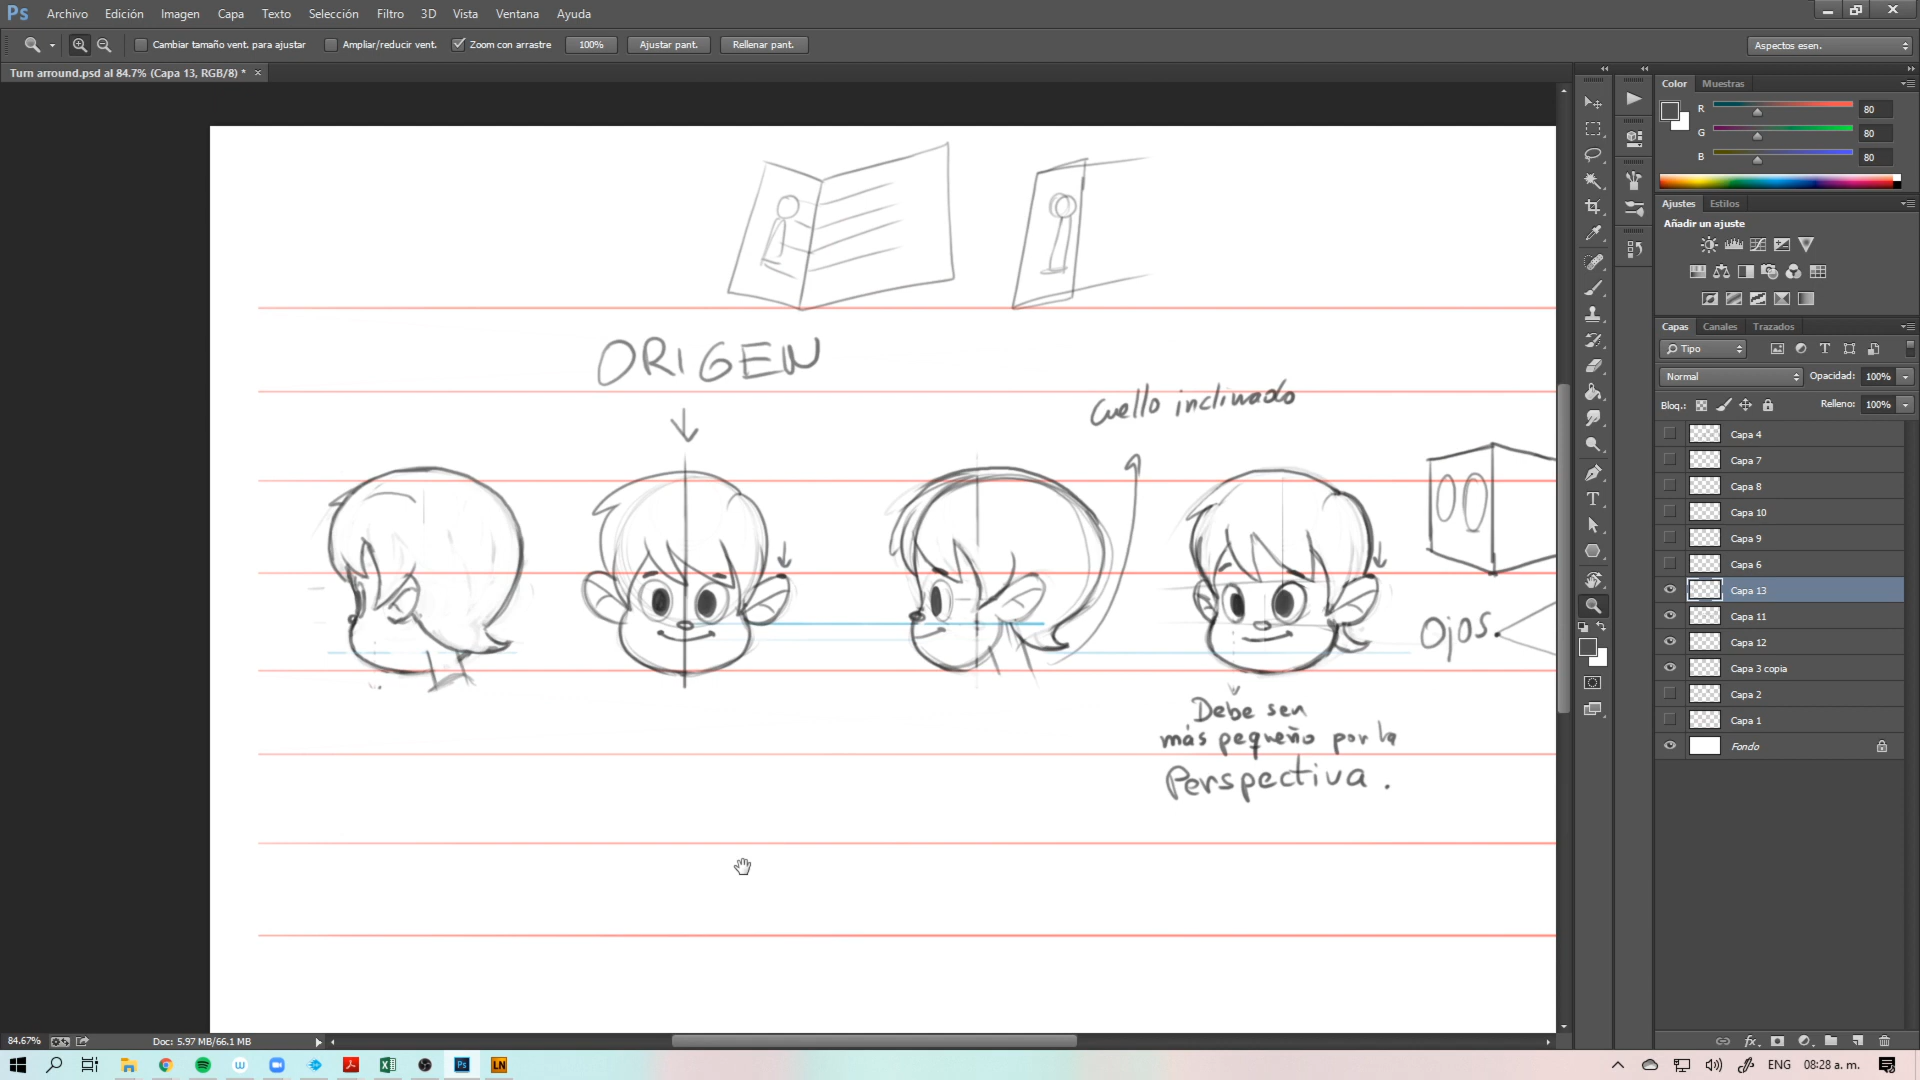 Ps Archivo Edición Imagen Capa Texto Selección Filtro 3D Vista Ventana Ayuda
Cambiar tamaño vent. para ajustar Ampliar/reducir vent. Zoom con arrastre 100% Ajustar pant. Rellenar pant. Aspectos esen.
Turn arround.psd al 84.7% (Capa 13, RGB/8) * ×
Color Muestras
R 80
G 80
B 80
Ajustes Estilos
Añadir un ajuste
Capas Canales Trazados
Tipo
Normal Opacidad: 100%
Bloq.: Relleno: 100%
Capa 4
Capa 7
Capa 8
Capa 10
Capa 9
Capa 6
Capa 13
Capa 11
Capa 12
Capa 3 copia
Capa 2
Capa 1
Fondo
ORIGEN
Cuello inclinado
Ojos
Debe ser
más pequeño por la
Perspectiva.
84.67% Doc: 5.97 MB/66.1 MB
W Ps LN ENG 08:28 a. m.